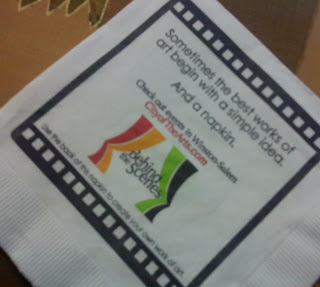 Sometimes the best works of
art begin with a simple idea.
And a napkin.
Check out events in Winston-Salem
CityofTheArts.com
Behind
the
Scenes
Use the back of this napkin to create your own work of art.